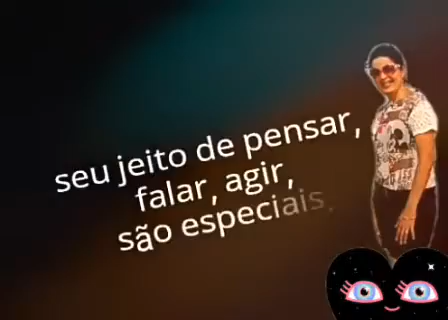 seu jeito de pensar,
falar, agir,
são especiais,